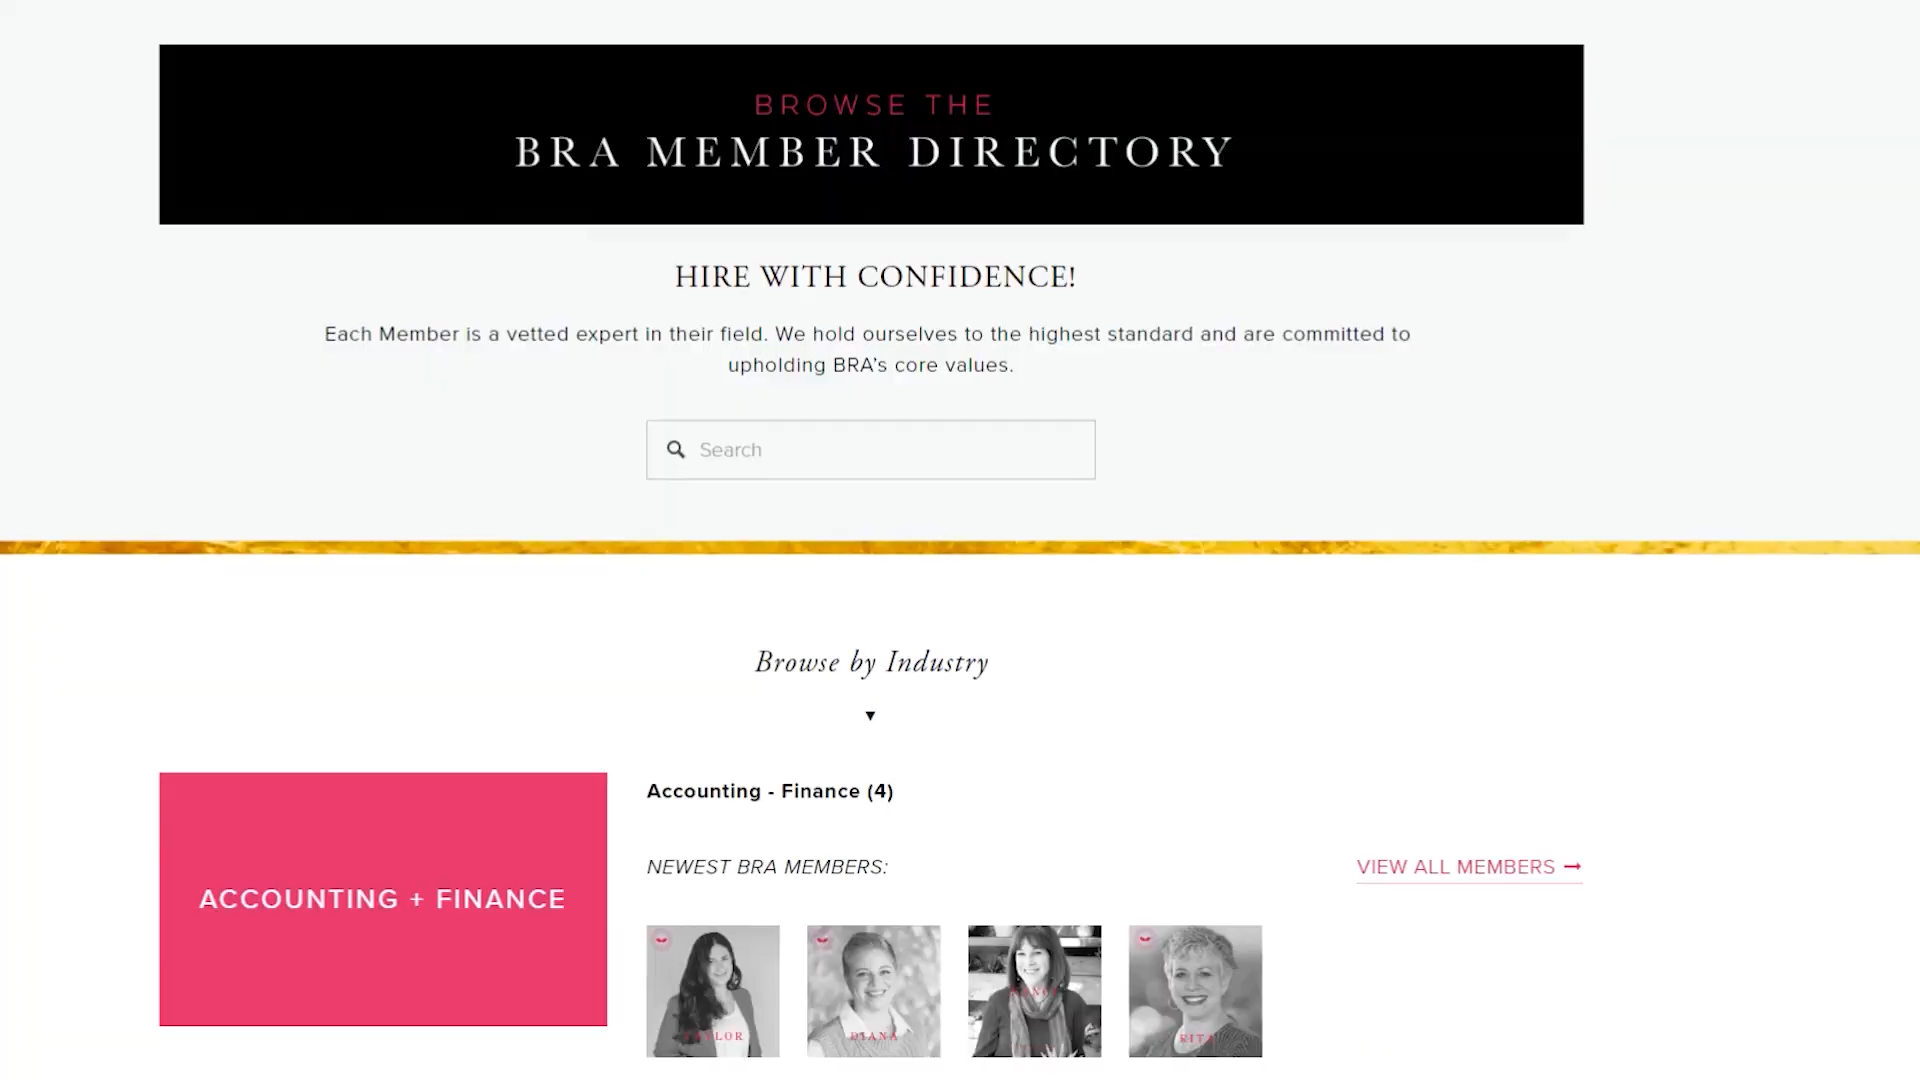 BROWSE THE
BRA MEMBER DIRECTORY
HIRE WITH CONFIDENCE!
Each Member is a vetted expert in their field. We hold ourselves to the highest standard and are committed to
upholding BRA’s core values.
Search
Browse by Industry
▼
ACCOUNTING + FINANCE
Accounting - Finance (4)
NEWEST BRA MEMBERS:
VIEW ALL MEMBERS →
TAYLOR
DIANA
RITA